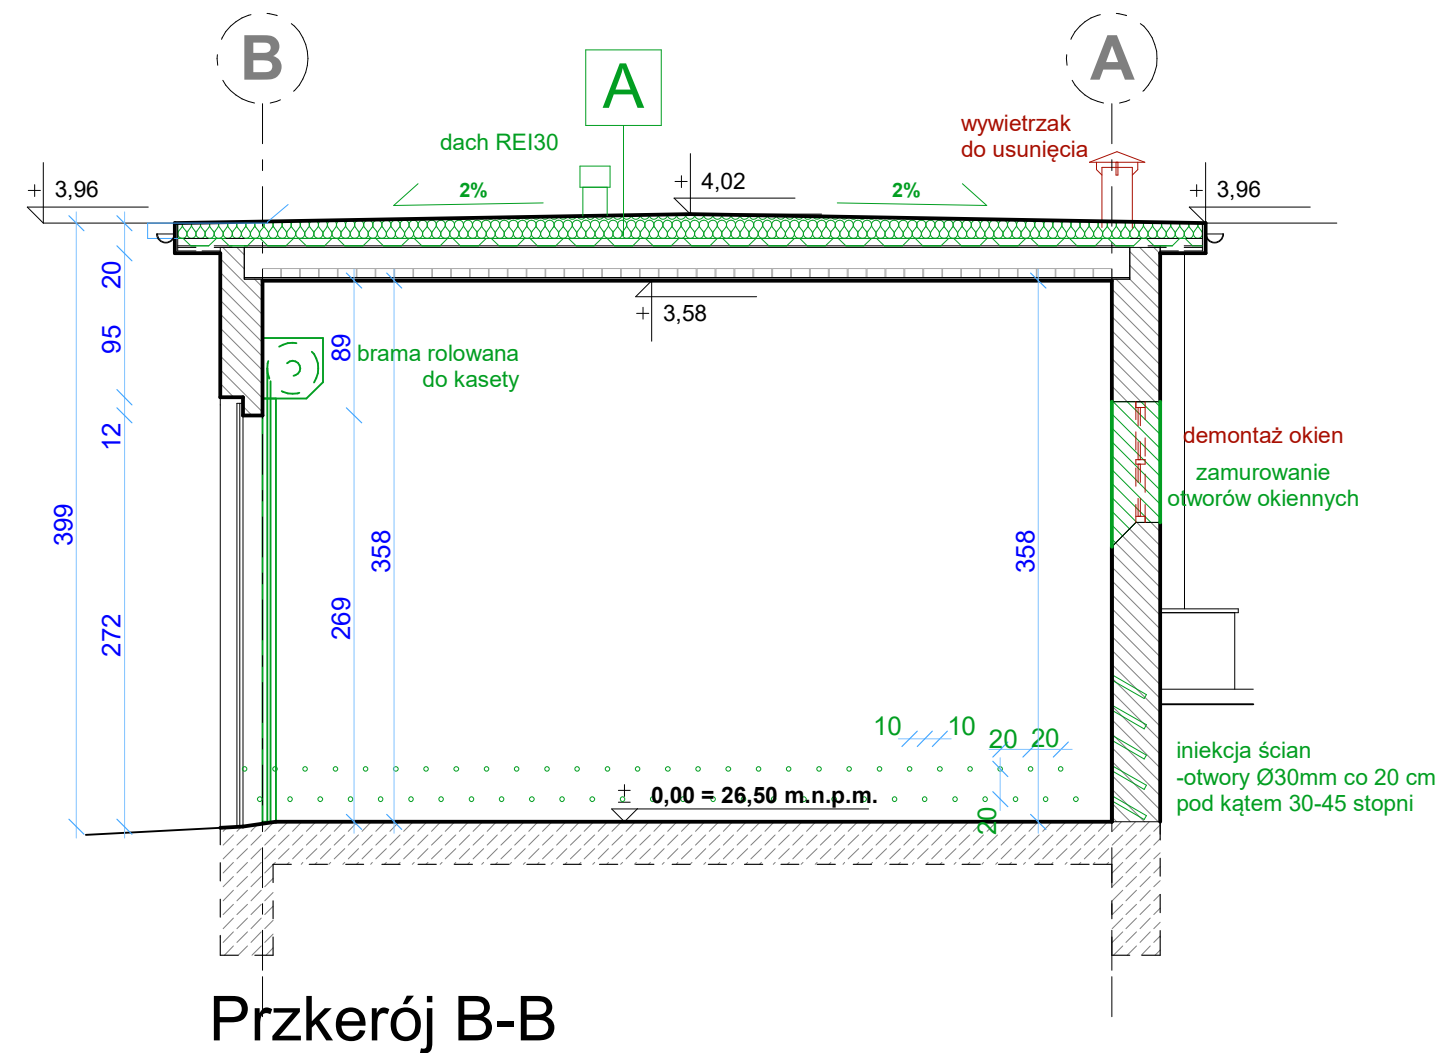 B
A
A
dach REI30
wywietrzak
do usunięcia
2%
2%
+ 3,96
+ 4,02
+ 3,96
+ 3,58
20
95
12
272
399
89
269
358
358
brama rolowana
do kasety
demontaż okien
zamurowanie
otworów okiennych
10
10
20
20
20
± 0,00 = 26,50 m.n.p.m.
iniekcja ścian
-otwory Ø30mm co 20 cm
pod kątem 30-45 stopni
Przkerój B-B